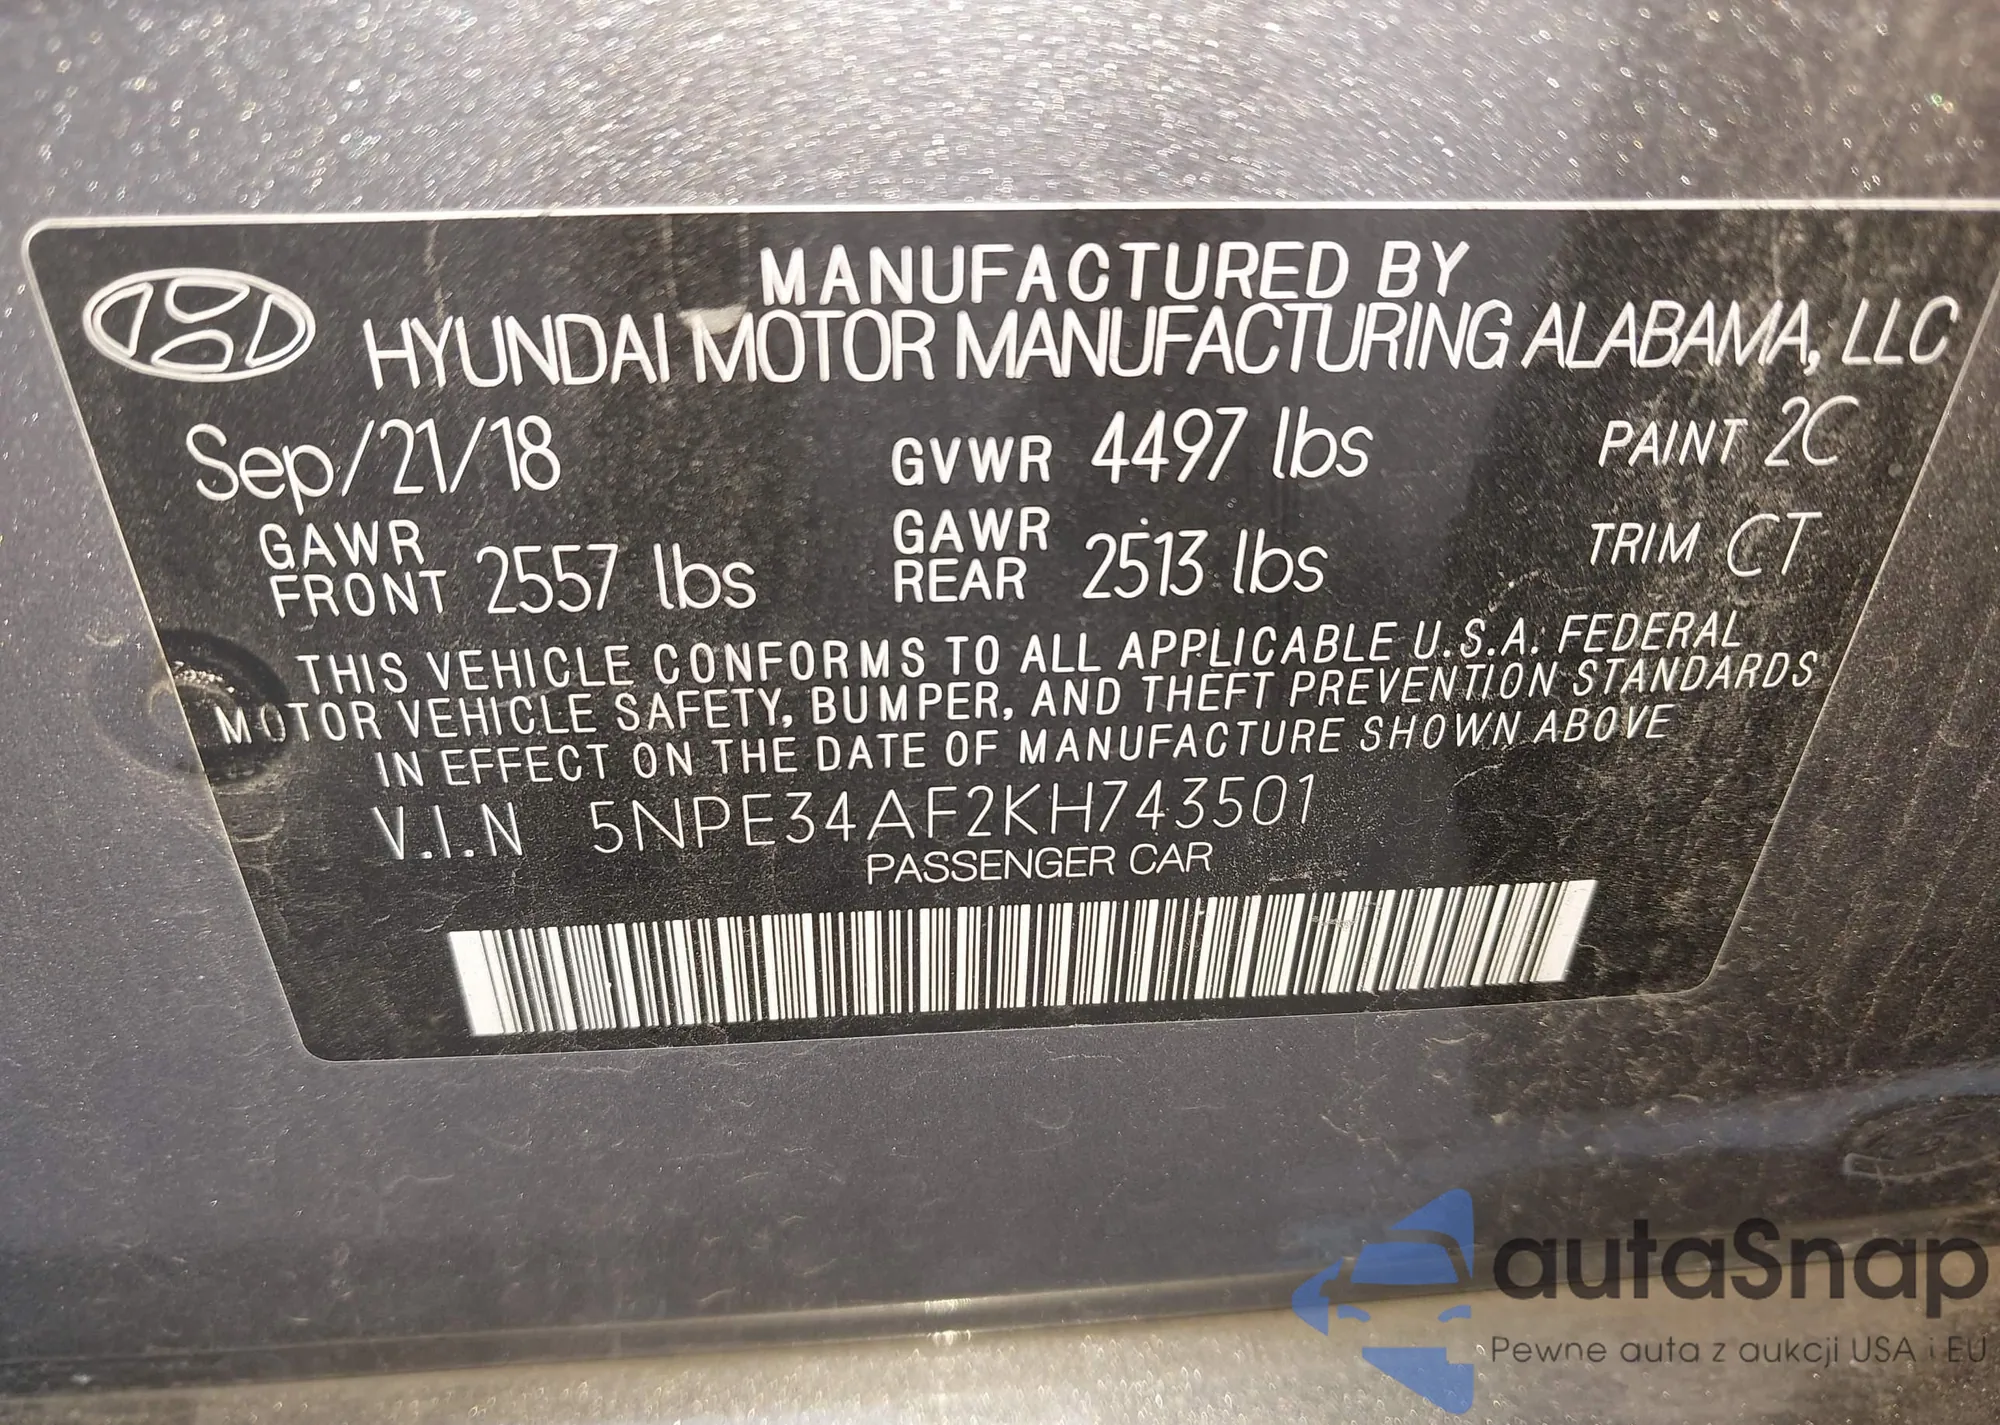 MANUFACTURED BY
HYUNDAI MOTOR MANUFACTURING ALABAMA, LLC
Sep/21/18 GVWR 4497 lbs PAINT 2C
GAWR FRONT 2557 lbs GAWR REAR 2513 lbs TRIM CT
THIS VEHICLE CONFORMS TO ALL APPLICABLE U.S.A. FEDERAL
MOTOR VEHICLE SAFETY, BUMPER, AND THEFT PREVENTION STANDARDS
IN EFFECT ON THE DATE OF MANUFACTURE SHOWN ABOVE
V.I.N 5NPE34AF2KH743501
PASSENGER CAR
autaSnap
Pewne auta z aukcji USA i EU